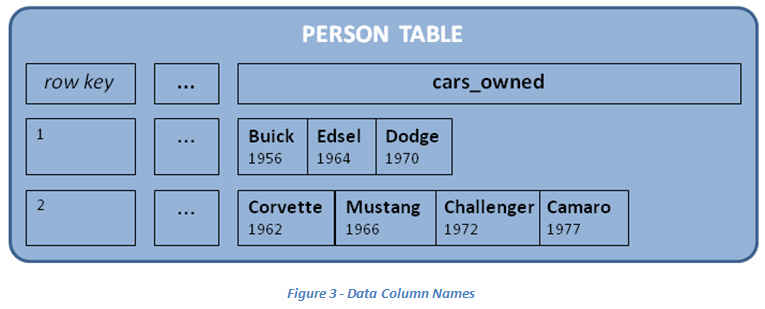 PERSON TABLE
row key ... cars_owned
1 ... Buick Edsel Dodge
1956 1964 1970
2 ... Corvette Mustang Challenger Camaro
1962 1966 1972 1977
Figure 3 - Data Column Names